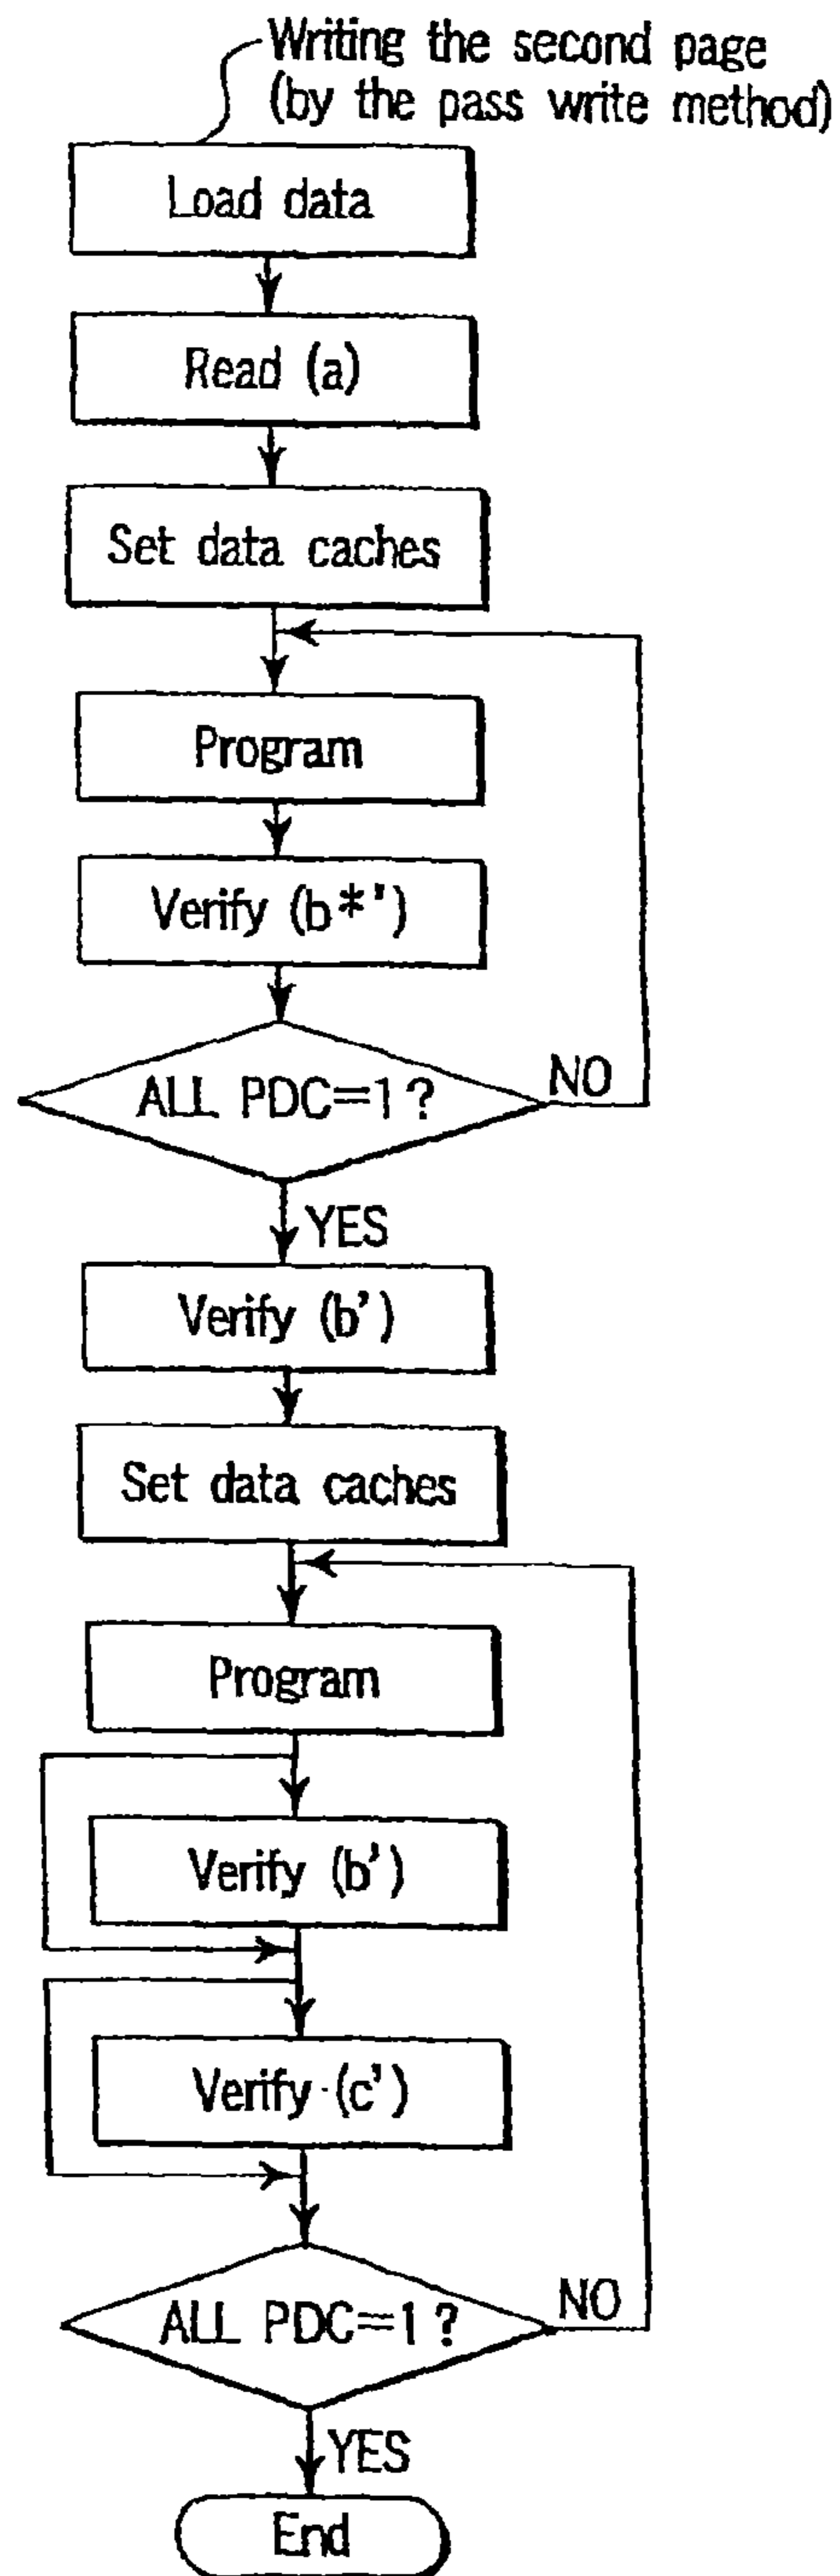 Writing the second page
(by the pass write method)
Load data
Read (a)
Set data caches
Program
Verify (b*')
ALL PDC=1?
NO
YES
Verify (b')
Set data caches
Program
Verify (b')
Verify (c')
ALL PDC=1?
NO
YES
End